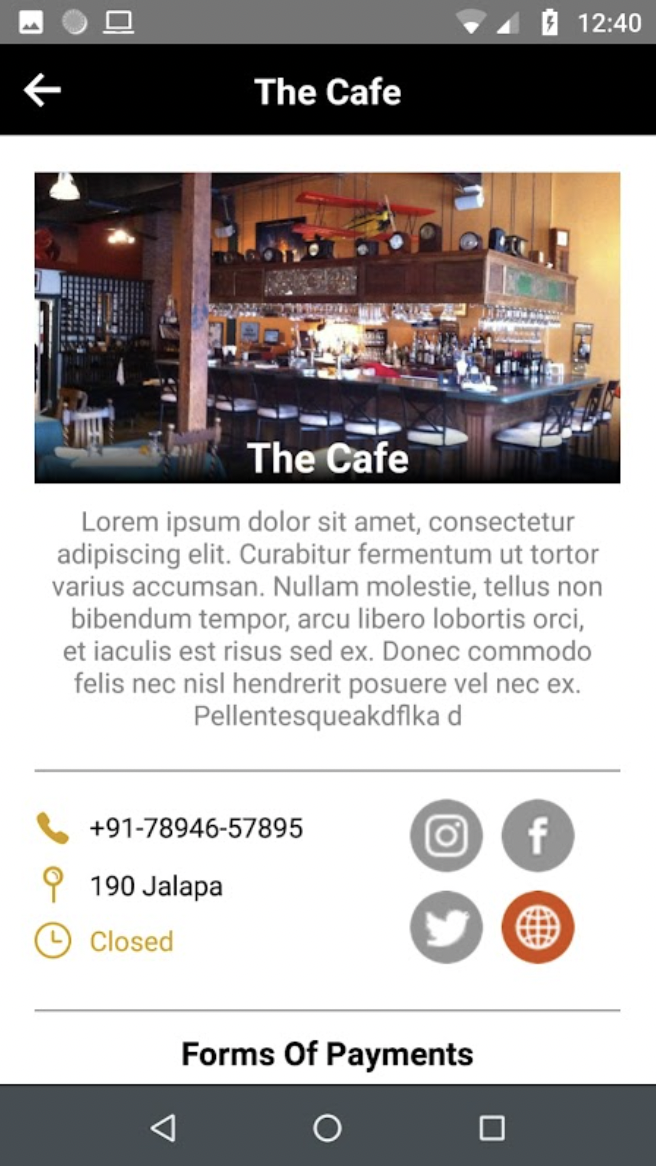 12:40
The Cafe
The Cafe
Lorem ipsum dolor sit amet, consectetur
adipiscing elit. Curabitur fermentum ut tortor
varius accumsan. Nullam molestie, tellus non
bibendum tempor, arcu libero lobortis orci,
et iaculis est risus sed ex. Donec commodo
felis nec nisl hendrerit posuere vel nec ex.
Pellentesqueakdflka d
+91-78946-57895
190 Jalapa
Closed
Forms Of Payments